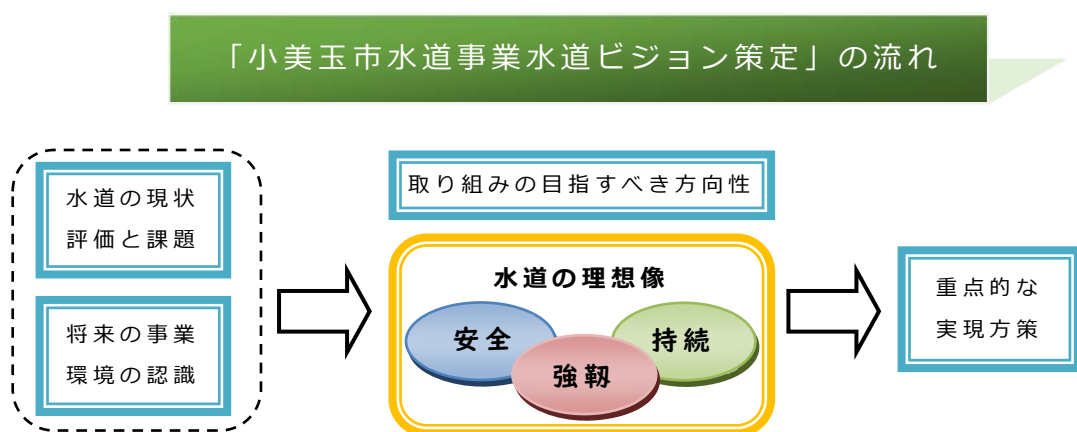 「小美玉市水道事業水道ビジョン策定」の流れ
水道の現状
評価と課題
将来の事業
環境の認識
取り組みの目指すべき方向性
水道の理想像
安全
強靭
持続
重点的な
実現方策